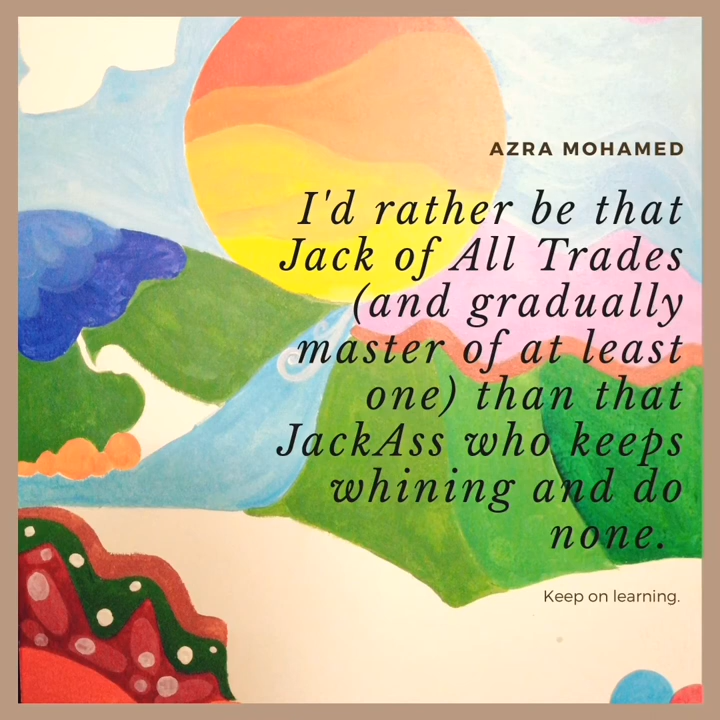 AZRA MOHAMED
I'd rather be that
Jack of All Trades
(and gradually
master of at least
one) than that
JackAss who keeps
whining and do
none.
Keep on learning.